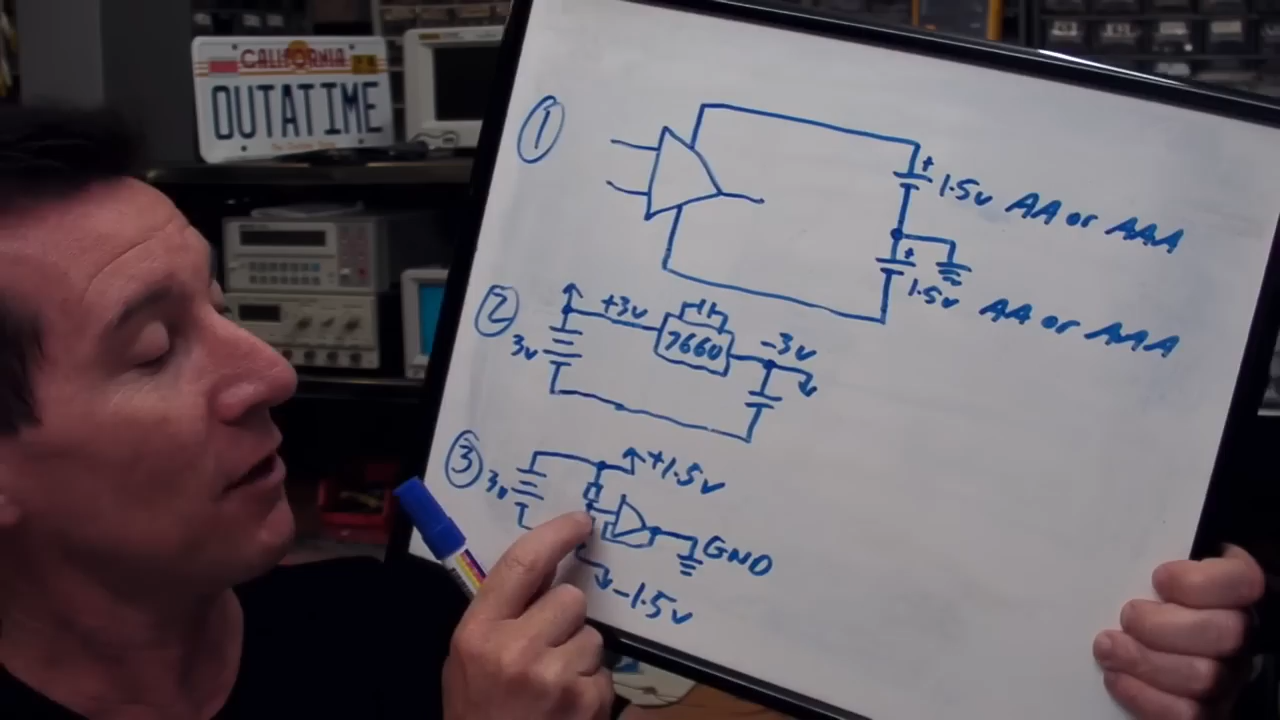 CALIFORNIA
OUTATIME
1
+
1.5v AA or AAA
+
1.5v AA or AAA
2
+3v
7660
-3v
3v
3
+1.5v
3v
GND
-1.5v